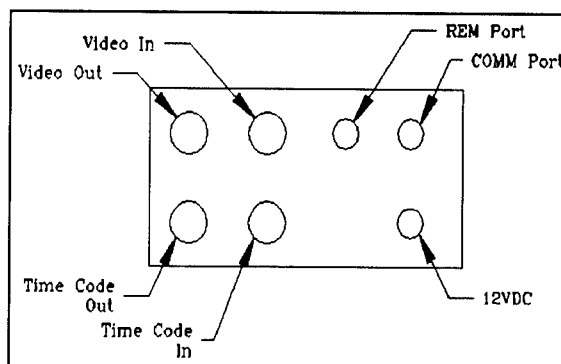 Video In
REM Port
Video Out
COMM Port
Time Code
Out
12VDC
Time Code
In